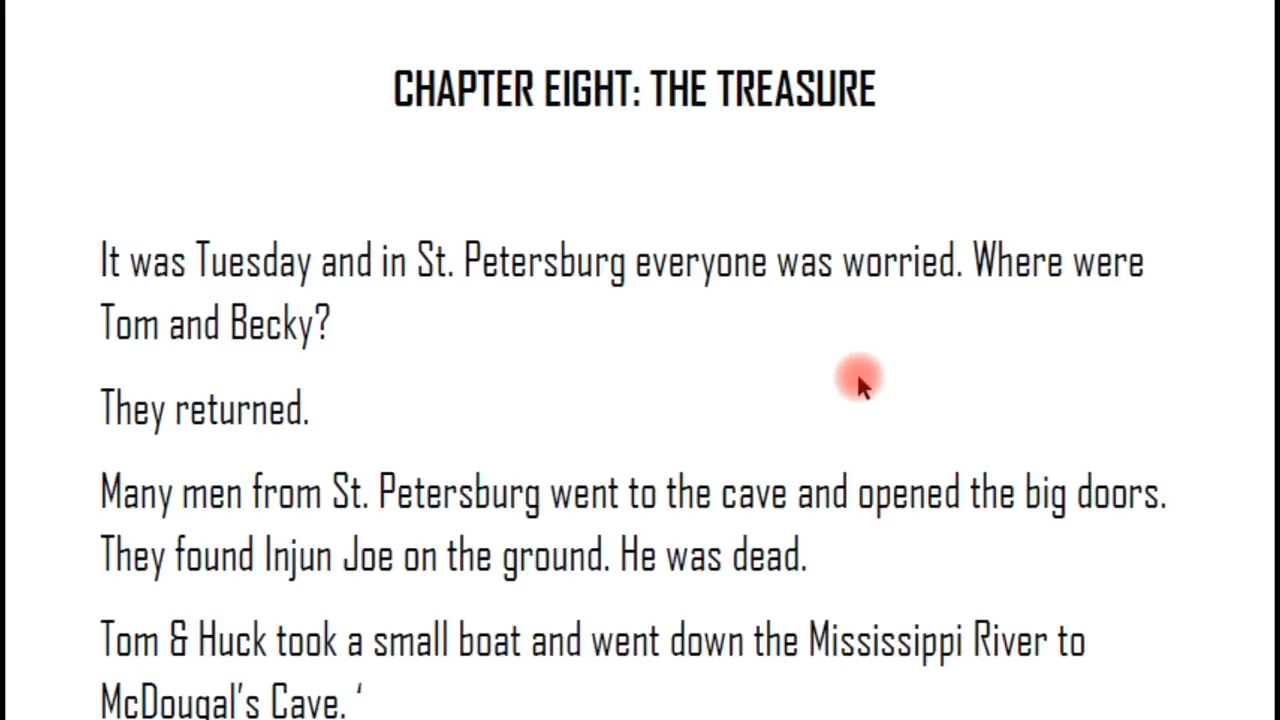 CHAPTER EIGHT: THE TREASURE
It was Tuesday and in St. Petersburg everyone was worried. Where were
Tom and Becky?
They returned.
Many men from St. Petersburg went to the cave and opened the big doors.
They found Injun Joe on the ground. He was dead.
Tom & Huck took a small boat and went down the Mississippi River to
McDougal's Cave. ‘